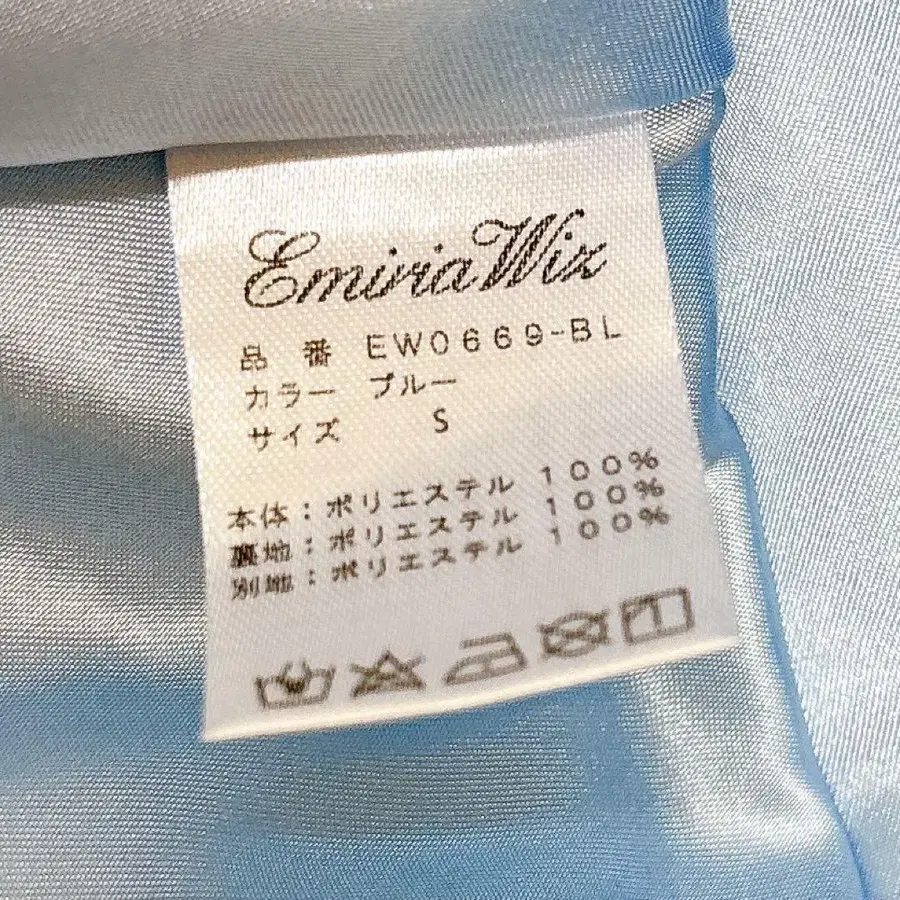 EmiriaWiz
品番 EW0669-BL
カラー ブルー
サイズ S
本体：ポリエステル 100%
裏地：ポリエステル 100%
別地：ポリエステル 100%